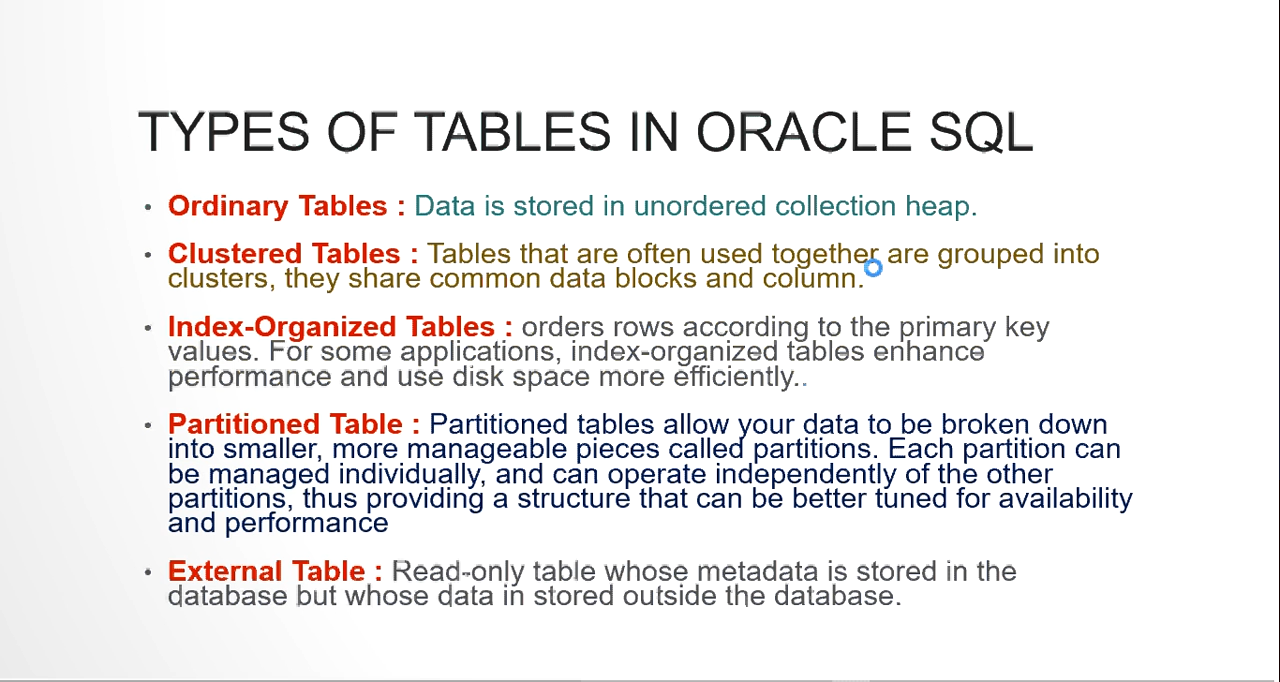 TYPES OF TABLES IN ORACLE SQL
• Ordinary Tables : Data is stored in unordered collection heap.
• Clustered Tables : Tables that are often used together are grouped into
clusters, they share common data blocks and column.
• Index-Organized Tables : orders rows according to the primary key
values. For some applications, index-organized tables enhance
performance and use disk space more efficiently..
• Partitioned Table : Partitioned tables allow your data to be broken down
into smaller, more manageable pieces called partitions. Each partition can
be managed individually, and can operate independently of the other
partitions, thus providing a structure that can be better tuned for availability
and performance
• External Table : Read-only table whose metadata is stored in the
database but whose data in stored outside the database.